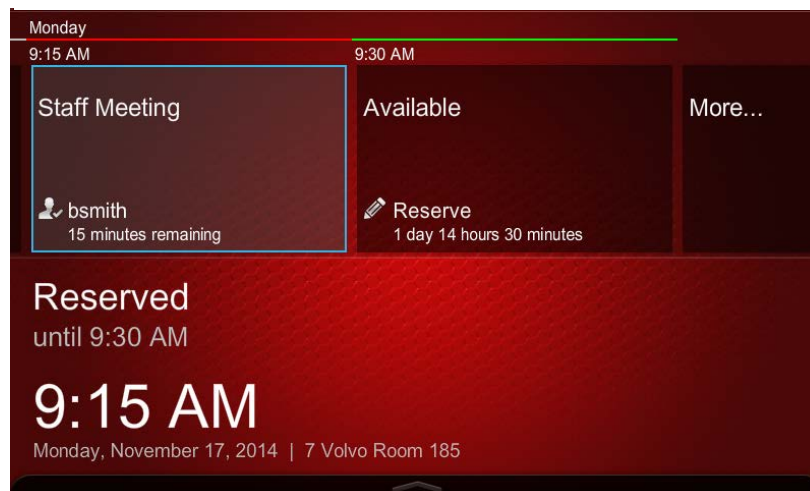 Monday
9:15 AM 9:30 AM
Staff Meeting Available More...
bsmith Reserve
15 minutes remaining 1 day 14 hours 30 minutes
Reserved
until 9:30 AM
9:15 AM
Monday, November 17, 2014 | 7 Volvo Room 185